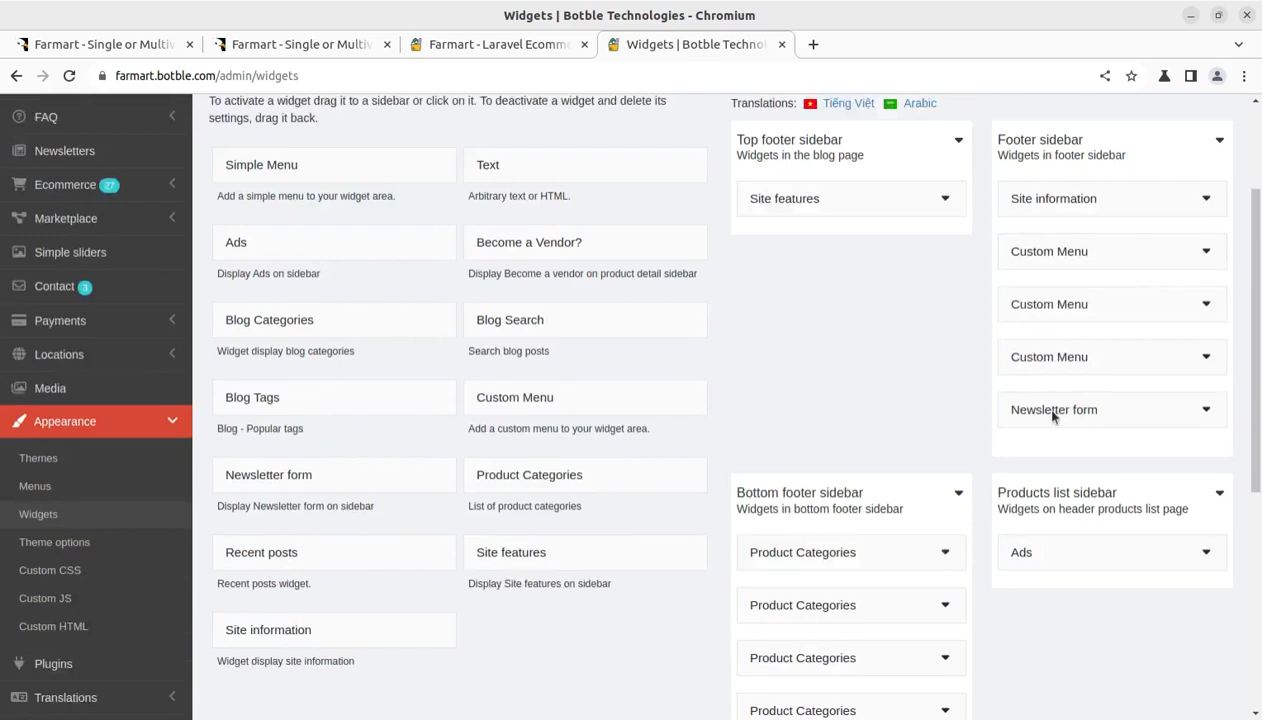 Widgets | Botble Technologies - Chromium
Farmart - Single or Multiv
Farmart - Single or Multiv
Farmart - Laravel Ecomme
Widgets | Botble Technol
farmart.botble.com/admin/widgets
FAQ
Newsletters
Ecommerce 27
Marketplace
Simple sliders
Contact 3
Payments
Locations
Media
Appearance
Themes
Menus
Widgets
Theme options
Custom CSS
Custom JS
Custom HTML
Plugins
Translations
To activate a widget drag it to a sidebar or click on it. To deactivate a widget and delete its
settings, drag it back.
Simple Menu
Add a simple menu to your widget area.
Text
Arbitrary text or HTML.
Ads
Display Ads on sidebar
Become a Vendor?
Display Become a vendor on product detail sidebar
Blog Categories
Widget display blog categories
Blog Search
Search blog posts
Blog Tags
Blog - Popular tags
Custom Menu
Add a custom menu to your widget area.
Newsletter form
Display Newsletter form on sidebar
Product Categories
List of product categories
Recent posts
Recent posts widget.
Site features
Display Site features on sidebar
Site information
Widget display site information
Translations: Tiếng Việt Arabic
Top footer sidebar
Widgets in the blog page
Site features
Footer sidebar
Widgets in footer sidebar
Site information
Custom Menu
Custom Menu
Custom Menu
Newsletter form
Bottom footer sidebar
Widgets in bottom footer sidebar
Product Categories
Product Categories
Product Categories
Product Categories
Products list sidebar
Widgets on header products list page
Ads